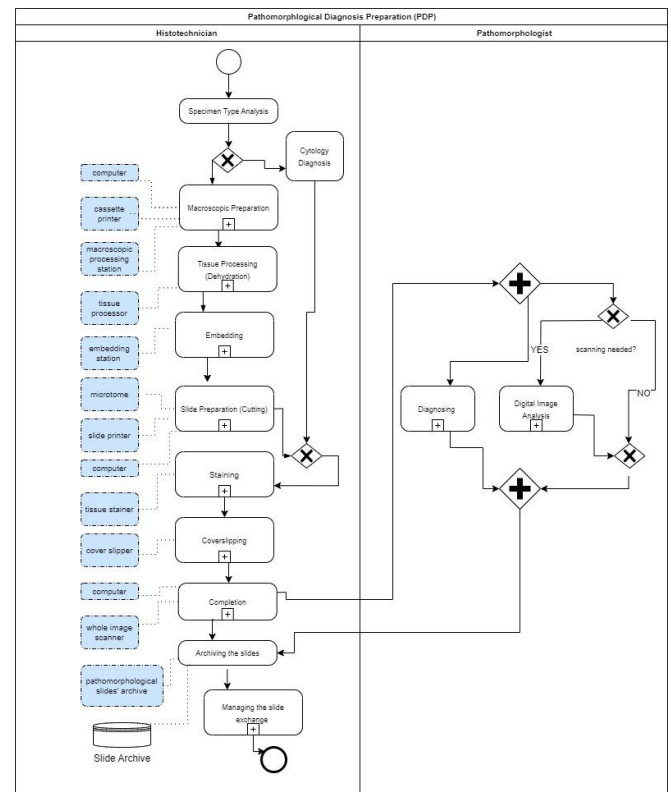 Pathomorphlogical Diagnosis Preparation (PDP)
Histotechnician
Pathomorphologist
Specimen Type Analysis
Cytology
Diagnosis
computer
cassette
printer
Macroscopic Preparation
macroscopic
processing
station
Tissue Processing
(Dehydration)
tissue
processor
Embedding
embedding
station
YES
scanning needed?
NO
microtome
Diagnosing
Digital Image
Analysis
Slide Preparation (Cutting)
slide printer
computer
Staining
tissue stainer
Coverslipping
cover slipper
computer
Completion
whole image
scanner
Archiving the slides
pathomorphological
slides' archive
Managing the slide
exchange
Slide Archive